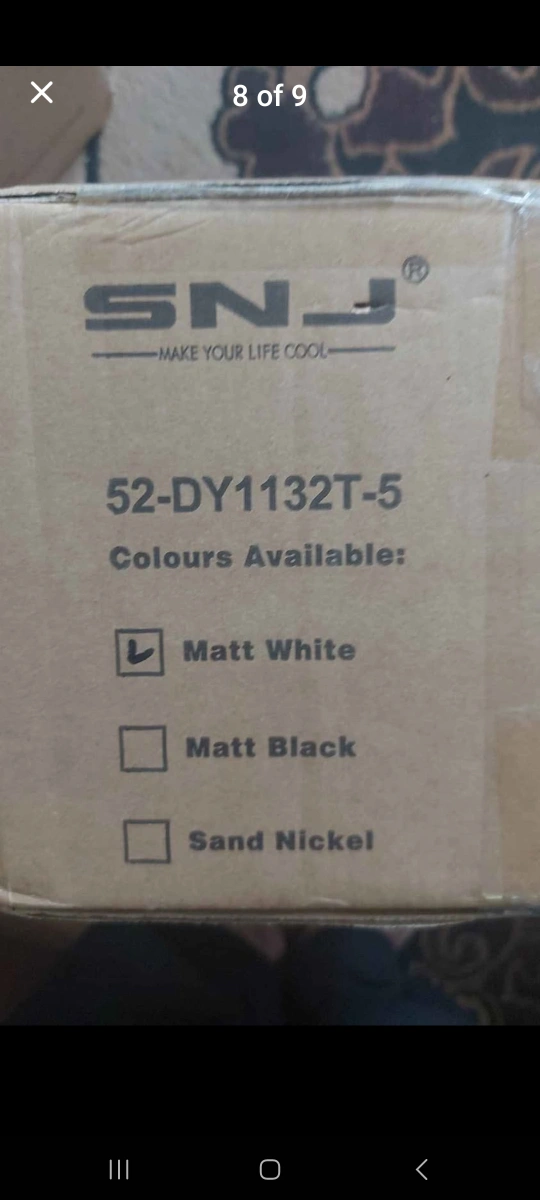 8 of 9
SNJ®
MAKE YOUR LIFE COOL
52-DY1132T-5
Colours Available:
Matt White
Matt Black
Sand Nickel